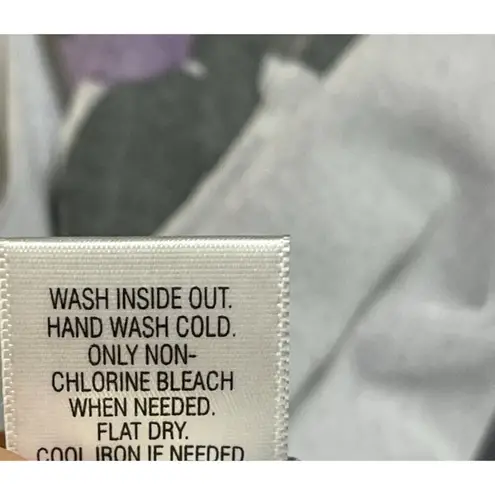 WASH INSIDE OUT.
HAND WASH COLD.
ONLY NON-
CHLORINE BLEACH
WHEN NEEDED.
FLAT DRY.
COOL IRON IF NEEDED